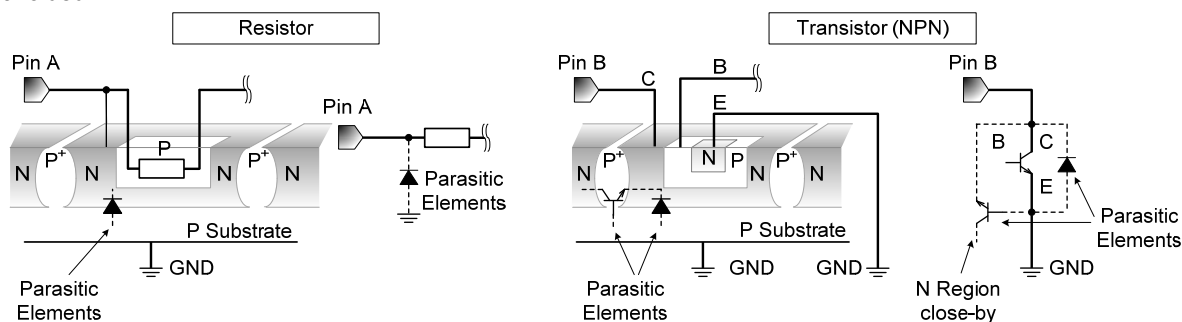 Resistor
Pin A
N
P+
N
P
N
P+
N
Parasitic
Elements
P Substrate
GND
Pin A
Parasitic
Elements
Transistor (NPN)
Pin B
C
B
E
N
P+
N
N
P
N
P+
N
Parasitic
Elements
P Substrate
GND
GND
Pin B
B
C
E
Parasitic
Elements
GND
N Region
close-by